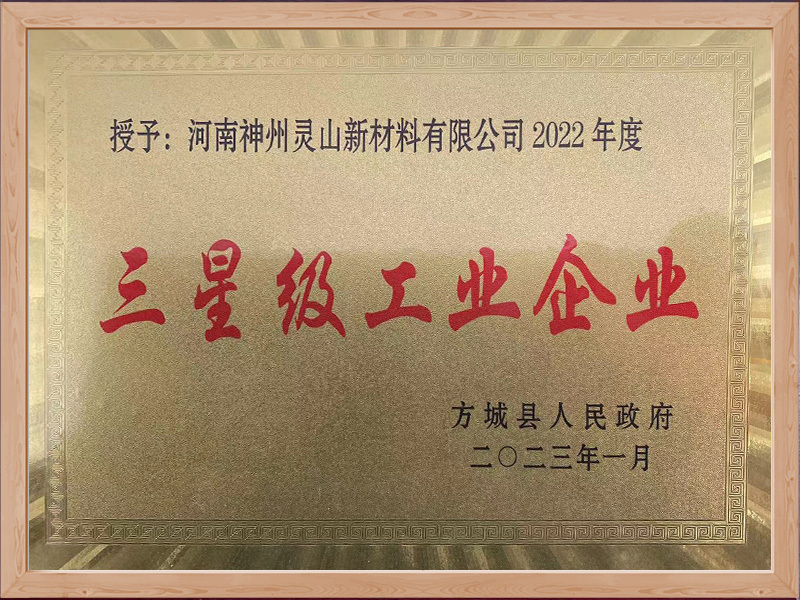 授予：河南神州灵山新材料有限公司2022年度
三星级工业企业
方城县人民政府
二〇二三年一月